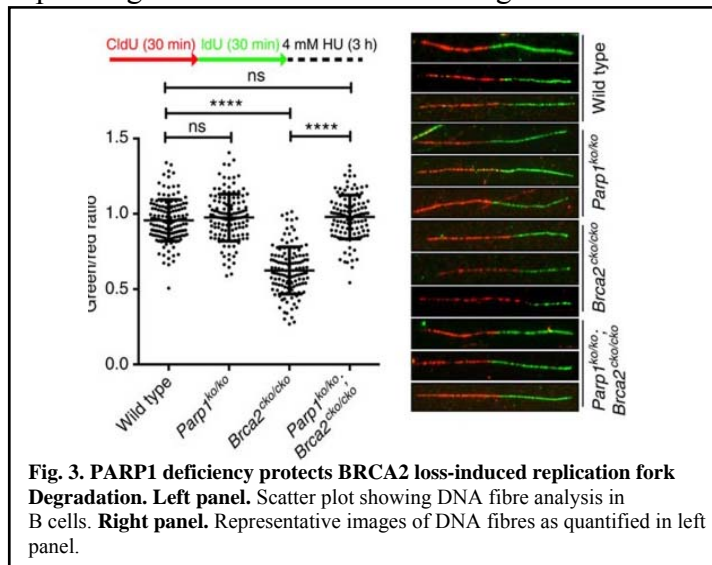 CldU (30 min) IdU (30 min) 4 mM HU (3 h)
ns
****
ns
****
1.5
1.0
0.5
0.0
Green/red ratio
Wild type
Parp1ko/ko
Brca2cko/cko
Parp1ko/ko;
Brca2cko/cko
Wild type
Parp1ko/ko
Brca2cko/cko
Parp1ko/ko;
Brca2cko/cko
Fig. 3. PARP1 deficiency protects BRCA2 loss-induced replication fork
Degradation. Left panel. Scatter plot showing DNA fibre analysis in
B cells. Right panel. Representative images of DNA fibres as quantified in left
panel.